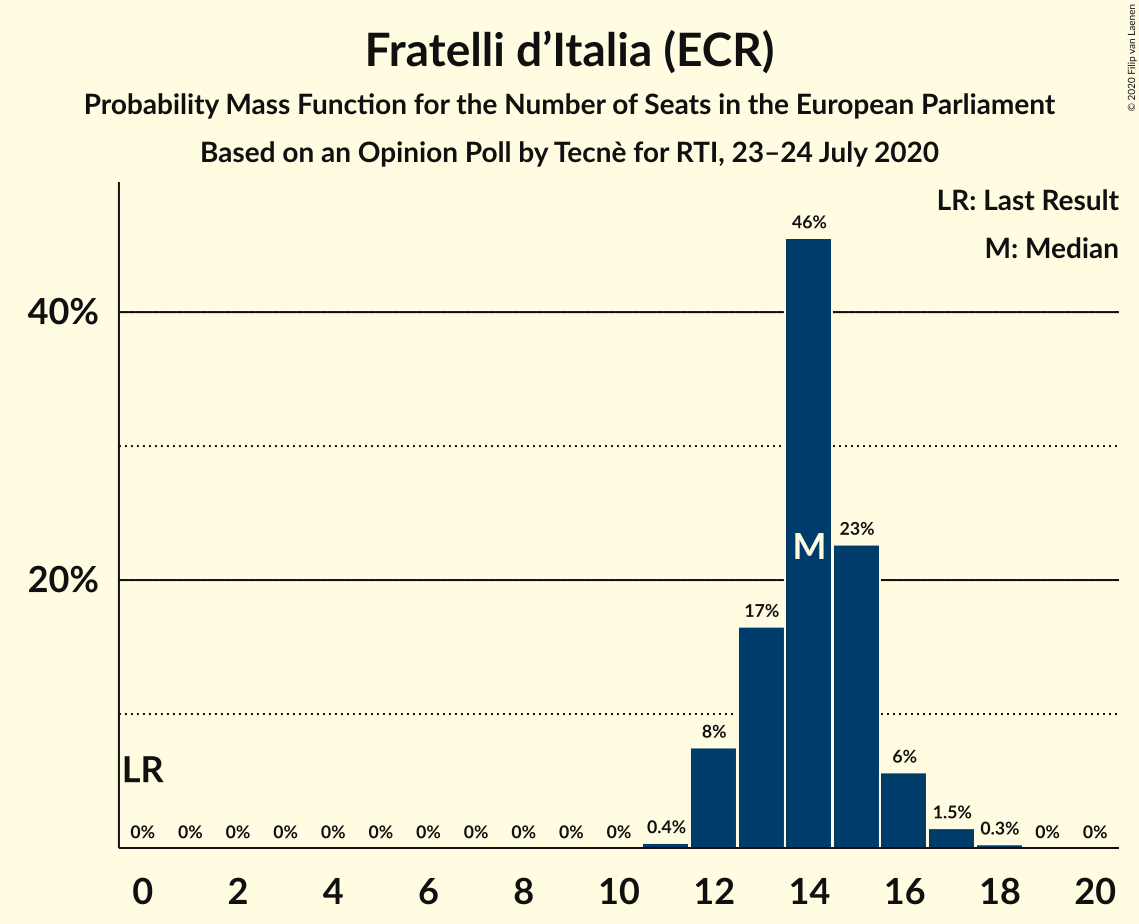 Fratelli d’Italia (ECR)
Probability Mass Function for the Number of Seats in the European Parliament
Based on an Opinion Poll by Tecnè for RTI, 23–24 July 2020
© 2020 Filip van Laenen
LR: Last Result
M: Median
46%
40%
23%
M
20%
17%
8%
6%
LR
1.5%
0% 0% 0% 0% 0% 0% 0% 0% 0% 0% 0% 0.4% 0.3% 0% 0%
0 2 4 6 8 10 12 14 16 18 20